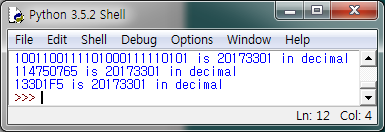 Python 3.5.2 Shell
File Edit Shell Debug Options Window Help
1001100111101000111110101 is 20173301 in decimal
114750765 is 20173301 in decimal
133D1F5 is 20173301 in decimal
>>>
Ln: 12 Col: 4